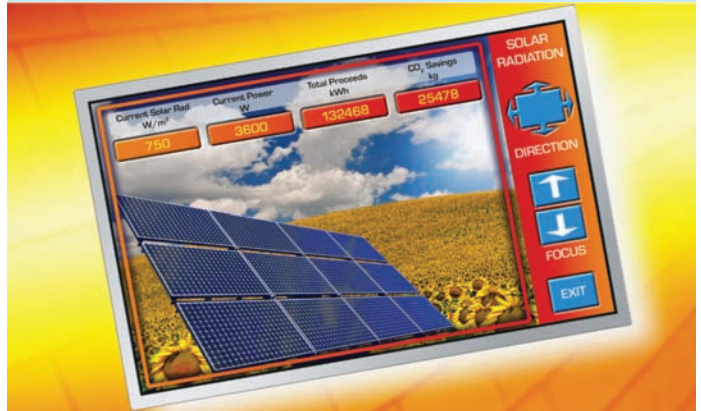 Current Solar Rad.
W/m²
750
Current Power
W
3600
Total Proceeds
kWh
132468
CO₂ Savings
kg
25478
SOLAR
RADIATION
DIRECTION
FOCUS
EXIT